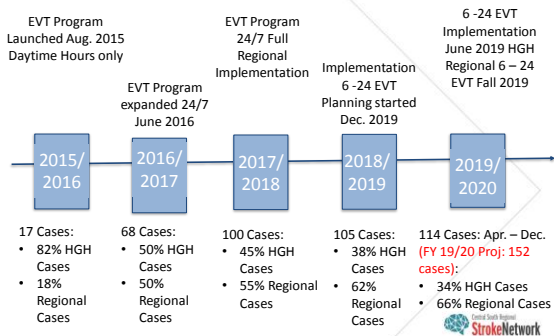 EVT Program
Launched Aug. 2015
Daytime Hours only
EVT Program
expanded 24/7
June 2016
EVT Program
24/7 Full
Regional
Implementation
Implementation
6 -24 EVT
Planning started
Dec. 2019
6 -24 EVT
Implementation
June 2019 HGH
Regional 6 – 24
EVT Fall 2019
2015/
2016
2016/
2017
2017/
2018
2018/
2019
2019/
2020
17 Cases:
• 82% HGH
Cases
• 18%
Regional
Cases
68 Cases:
• 50% HGH
Cases
• 50%
Regional
Cases
100 Cases:
• 45% HGH
Cases
• 55% Regional
Cases
105 Cases:
• 38% HGH
Cases
• 62%
Regional
Cases
114 Cases: Apr. – Dec.
(FY 19/20 Proj: 152
cases):
• 34% HGH Cases
• 66% Regional Cases
Central South Regional
StrokeNetwork